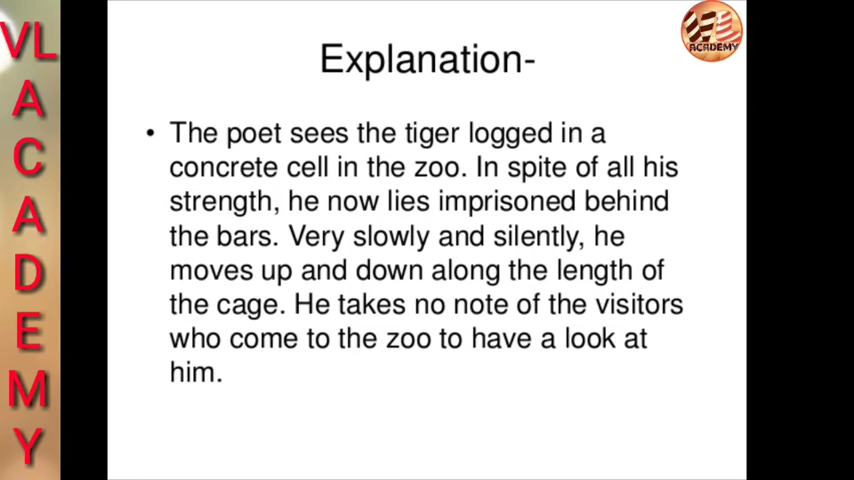 VL ACADEMY
ACADEMY
Explanation-
• The poet sees the tiger logged in a
concrete cell in the zoo. In spite of all his
strength, he now lies imprisoned behind
the bars. Very slowly and silently, he
moves up and down along the length of
the cage. He takes no note of the visitors
who come to the zoo to have a look at
him.